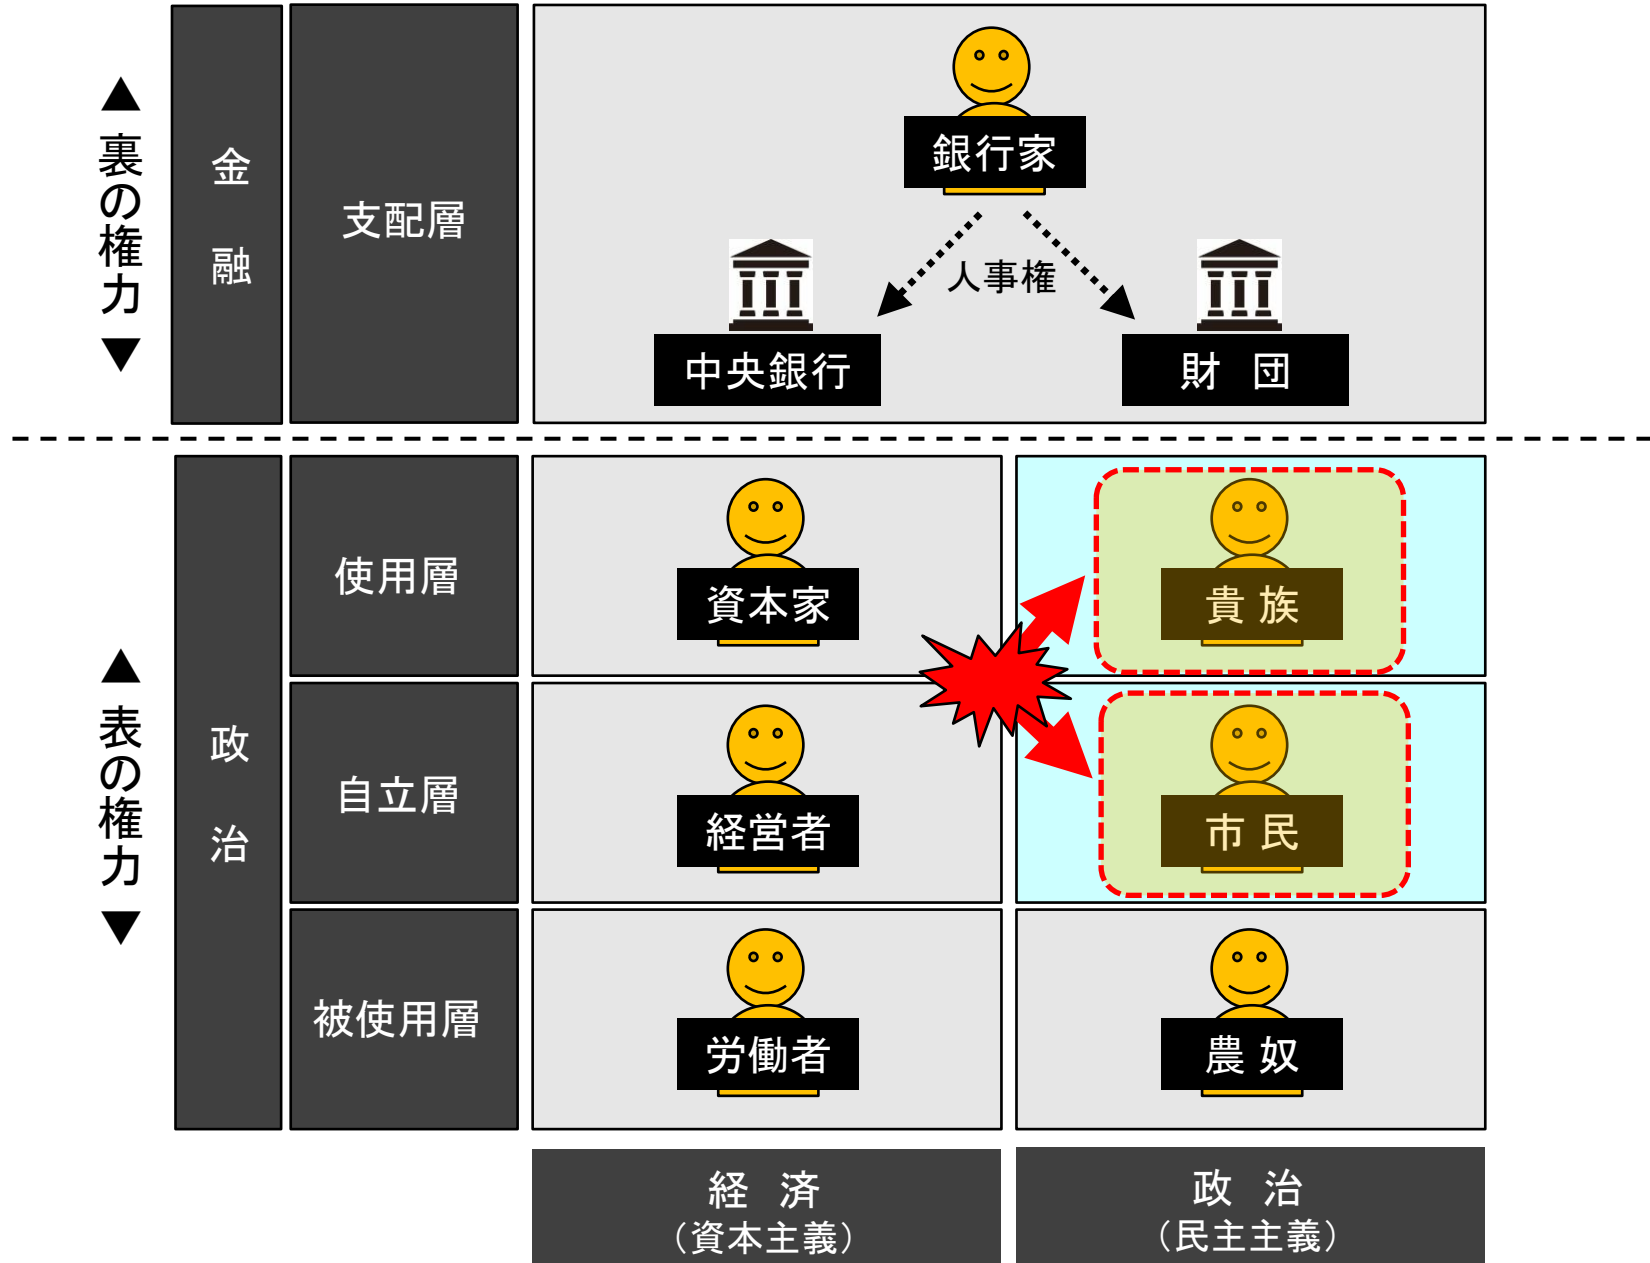 ▲裏の権力▼
金融
支配層
銀行家
人事権
中央銀行
財 団
▲表の権力▼
政治
使用層
資本家
貴 族
自立層
経営者
市 民
被使用層
労働者
農 奴
経 済
（資本主義）
政 治
（民主主義）